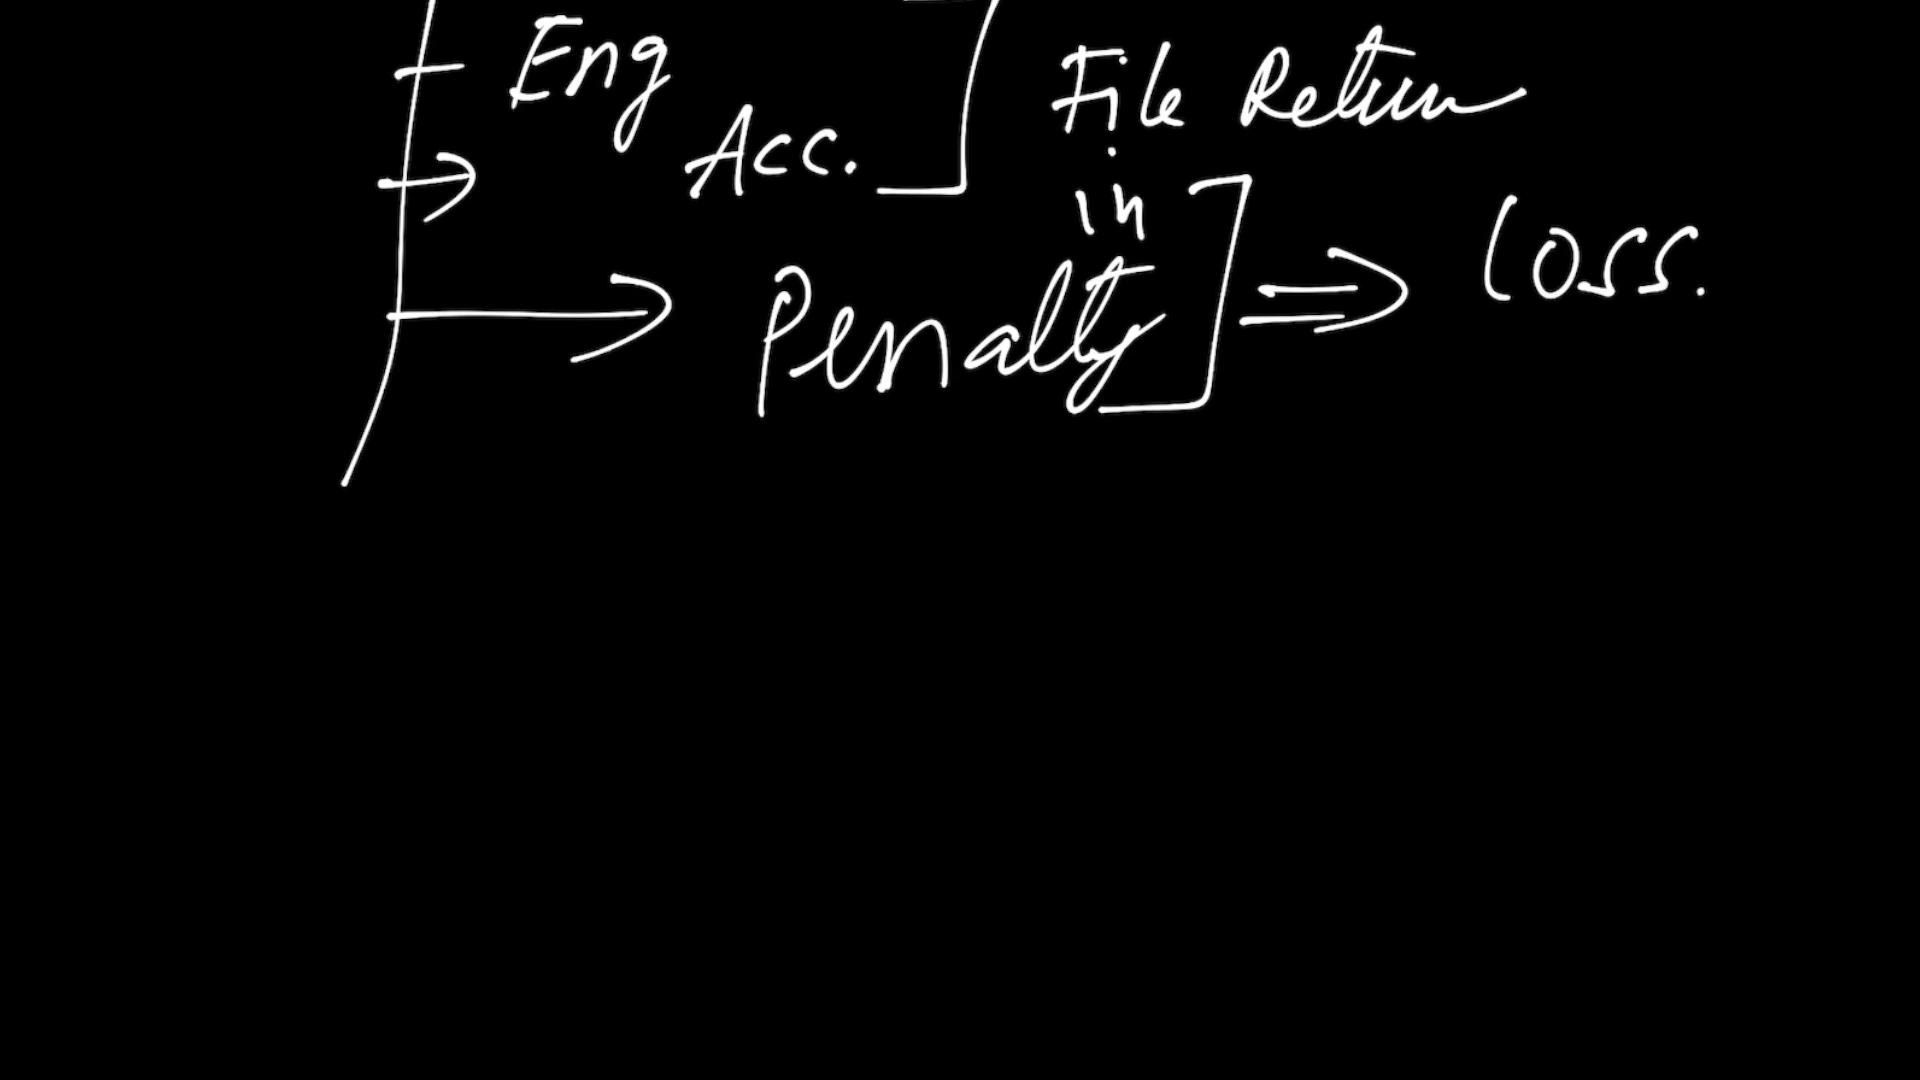 Eng
File Return
Acc.
in
Loss.
Penalty